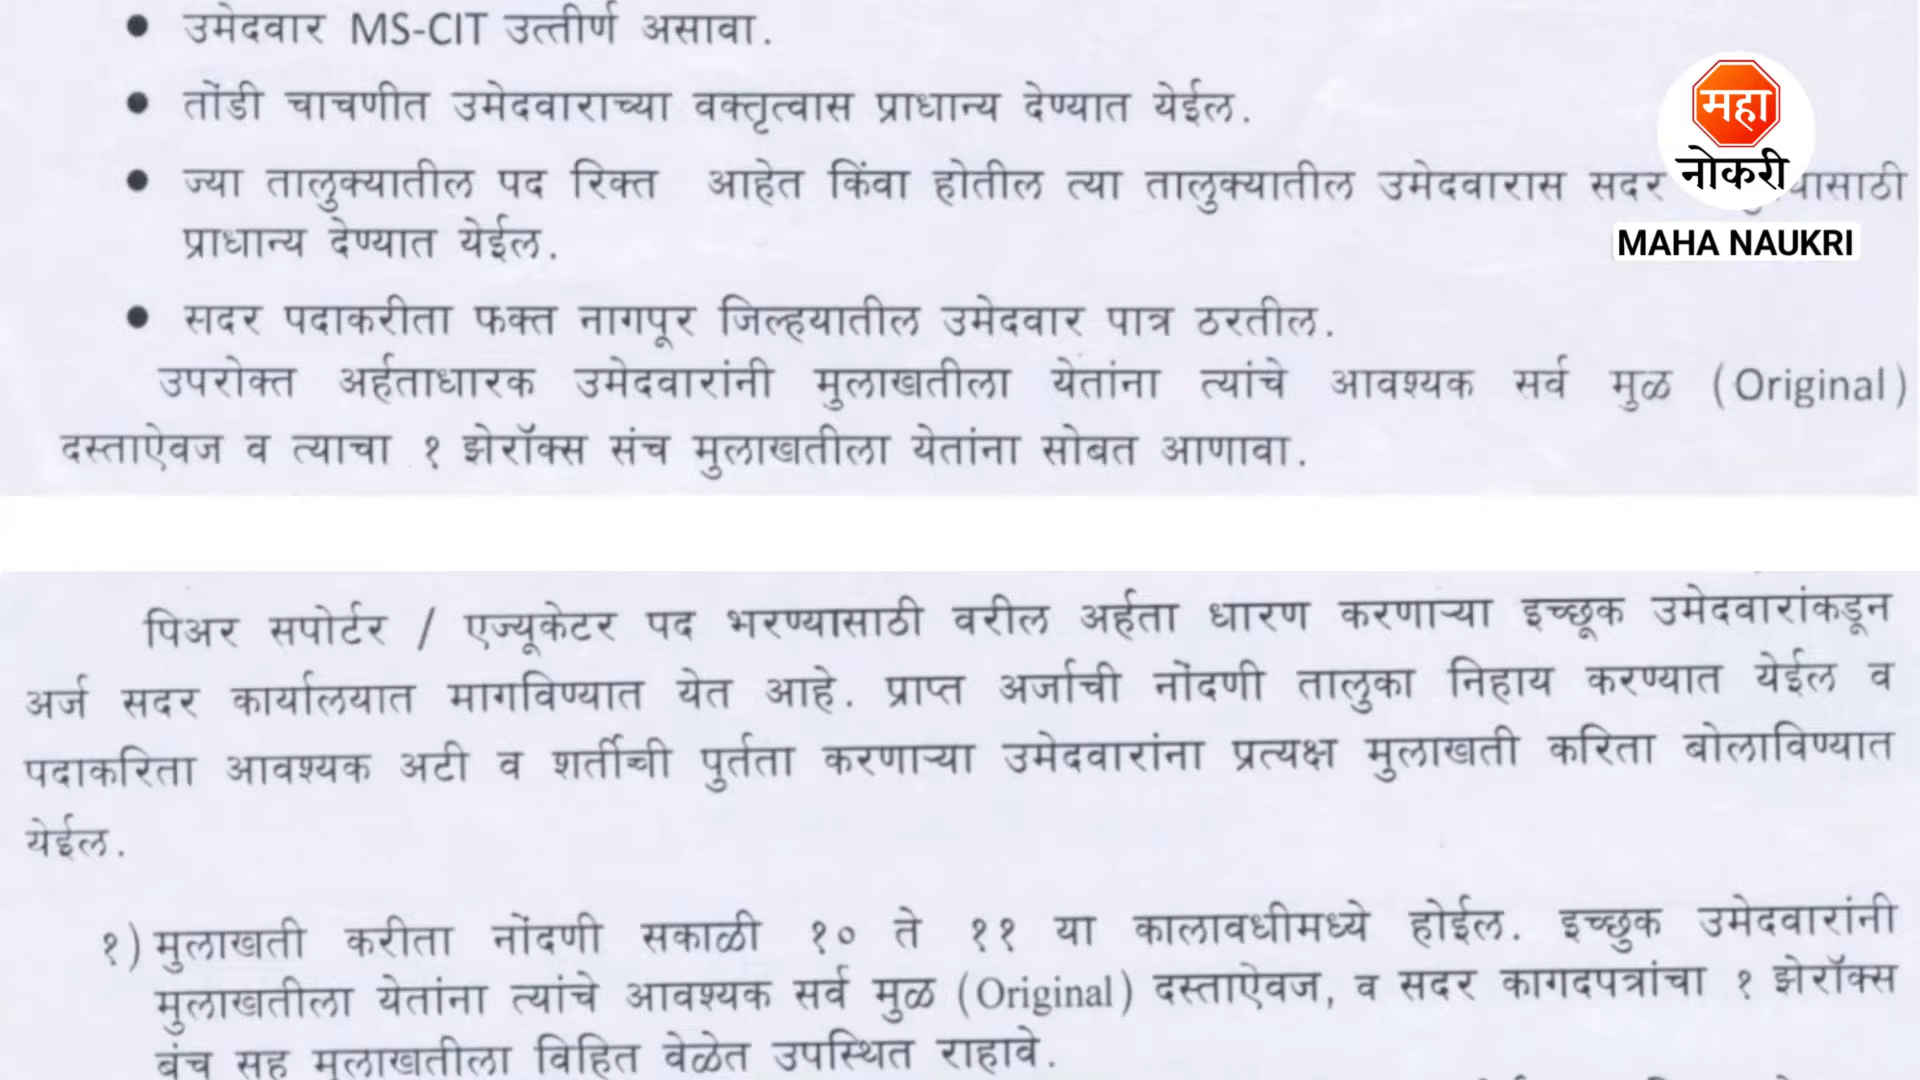 • उमेदवार MS-CIT उत्तीर्ण असावा.
• तोंडी चाचणीत उमेदवाराच्या वक्तृत्वास प्राधान्य देण्यात येईल.
• ज्या तालुक्यातील पद रिक्त आहेत किंवा होतील त्या तालुक्यातील उमेदवारास सदर
प्राधान्य देण्यात येईल.
• सदर पदाकरीता फक्त नागपूर जिल्हयातील उमेदवार पात्र ठरतील.
उपरोक्त अर्हताधारक उमेदवारांनी मुलाखतीला येतांना त्यांचे आवश्यक सर्व मुळ (Original)
दस्ताऐवज व त्याचा १ झेरॉक्स संच मुलाखतीला येतांना सोबत आणावा.
महा
नोकरी
MAHA NAUKRI
पिअर सपोर्टर / एज्यूकेटर पद भरण्यासाठी वरील अर्हता धारण करणाऱ्या इच्छूक उमेदवारांकडून
अर्ज सदर कार्यालयात मागविण्यात येत आहे. प्राप्त अर्जाची नोंदणी तालुका निहाय करण्यात येईल व
पदाकरिता आवश्यक अटी व शर्तीची पुर्तता करणाऱ्या उमेदवारांना प्रत्यक्ष मुलाखती करिता बोलाविण्यात
येईल.
१) मुलाखती करीता नोंदणी सकाळी १० ते ११ या कालावधीमध्ये होईल. इच्छुक उमेदवारांनी
मुलाखतीला येतांना त्यांचे आवश्यक सर्व मुळ (Original) दस्ताऐवज, व सदर कागदपत्रांचा १ झेरॉक्स
बंच सह मुलाखतीला विहित वेळेत उपस्थित राहावे.